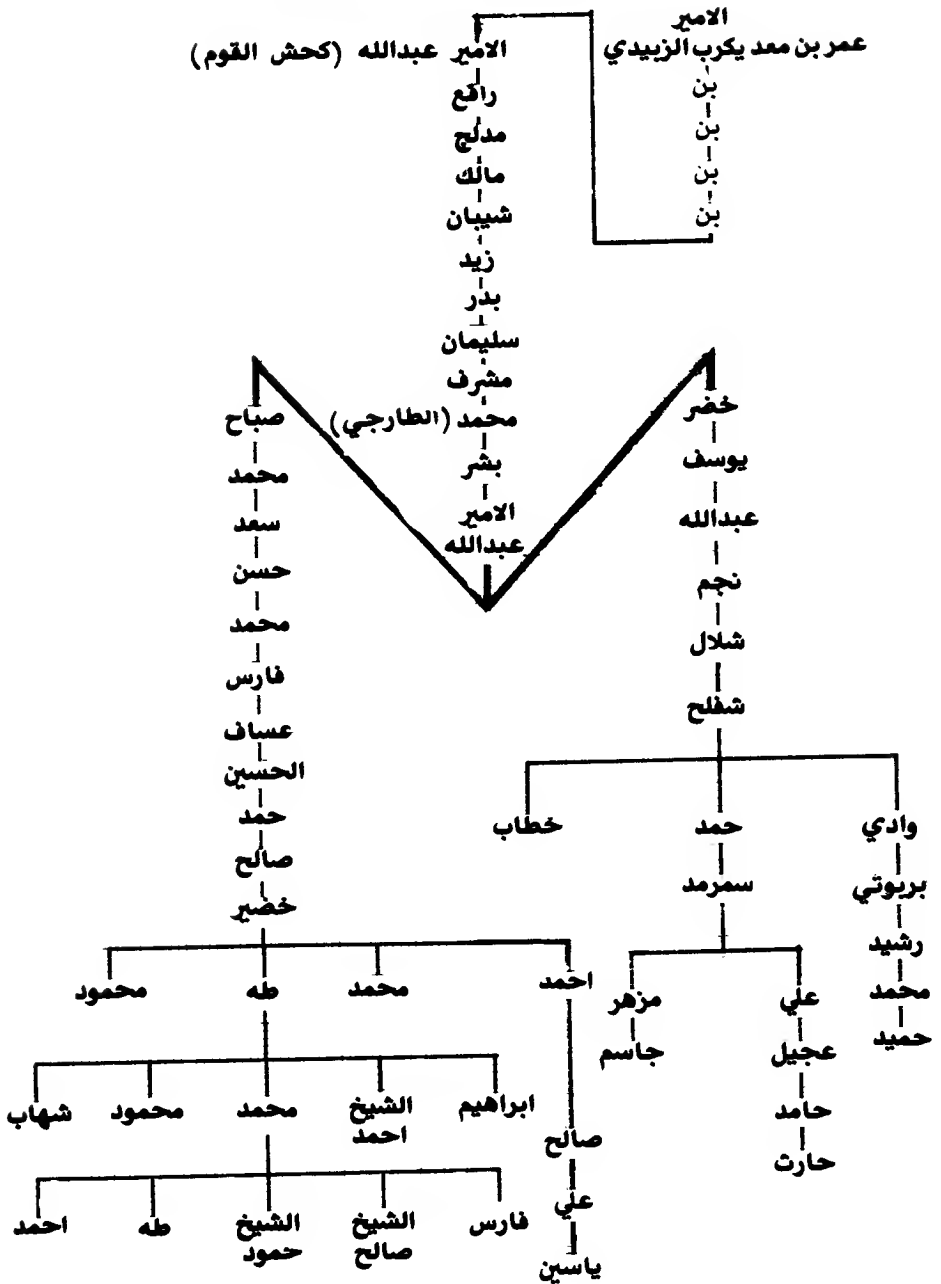 الامير
عمر بن معد يكرب الزبيدي
بن
بن
بن
بن
الامير عبدالله (كحش القوم)
رافع
مدلج
مالك
شيبان
زيد
بدر
سليمان
مشرف
محمد (الطارجي)
بشر
الامير
عبدالله
خضر
يوسف
عبدالله
نجم
شلال
شفلح
وادي
حمد
خطاب
بربوتي
سمرمد
رشيد
علي
مزهر
محمد
حميد
عجيل
جاسم
حامد
حارث
صباح
محمد
سعد
حسن
محمد
فارس
عساف
الحسين
حمد
صالح
خضير
احمد
محمد
طه
محمود
صالح
علي
ياسين
ابراهيم
الشيخ
احمد
محمد
محمود
شهاب
فارس
الشيخ
صالح
الشيخ
حمود
طه
احمد